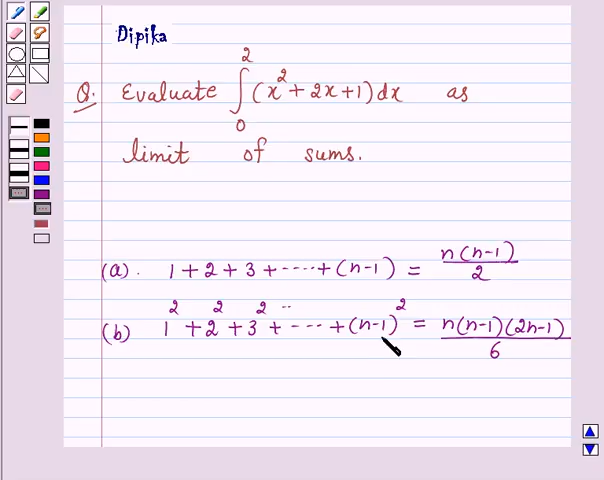 Dipika
Q. Evaluate ∫₀² (x² + 2x + 1) dx as
limit of sums.
(a). 1 + 2 + 3 + ----- + (n-1) = n(n-1)/2
(b) 1² + 2² + 3² + ---- + (n-1)² = n(n-1)(2n-1)/6